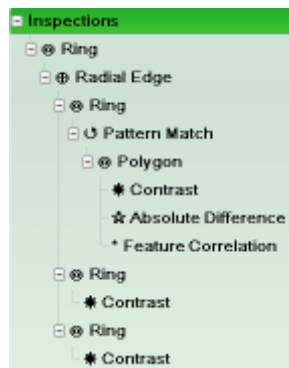 Inspections
Ring
Radial Edge
Ring
Pattern Match
Polygon
Contrast
Absolute Difference
Feature Correlation
Ring
Contrast
Ring
Contrast